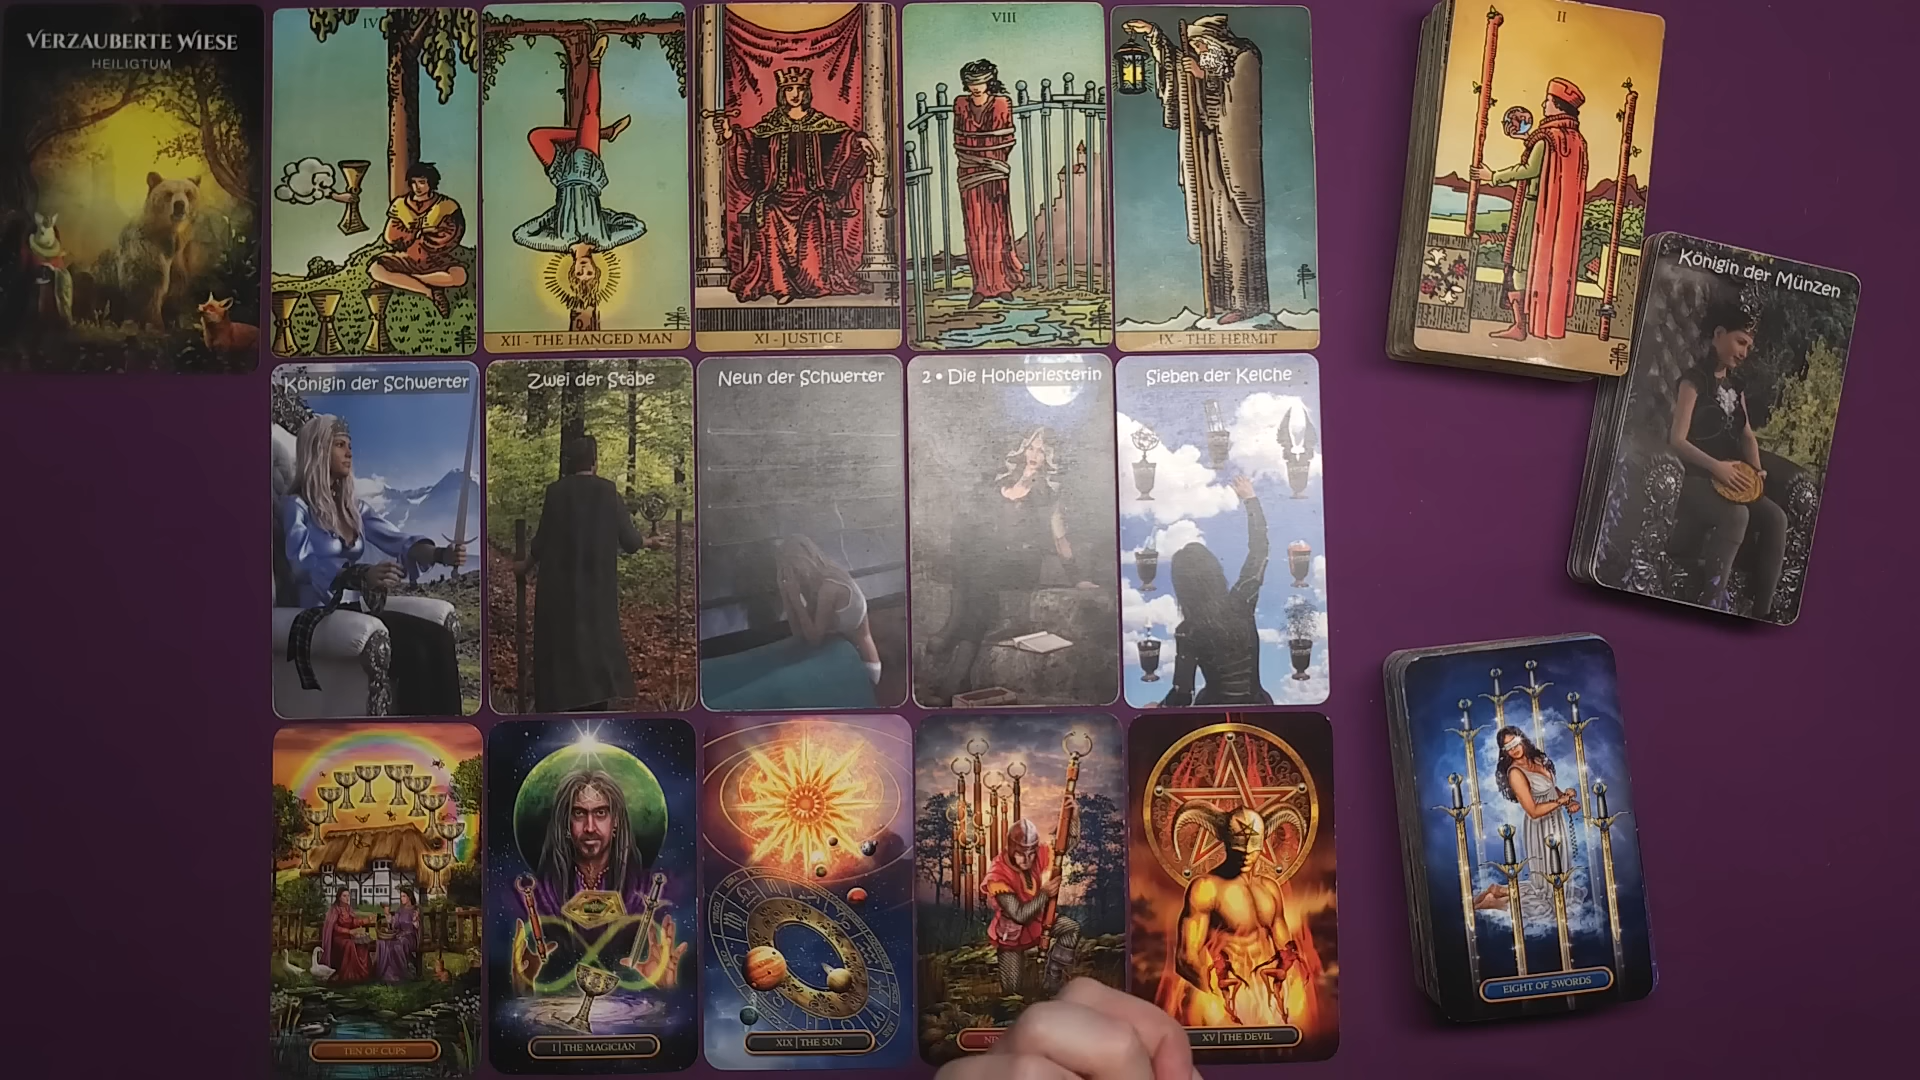 VERZAUBERTE WIESE
HEILIGTUM
IV
XII - THE HANGED MAN
XI - JUSTICE
VIII
IX - THE HERMIT
II
Königin der Münzen
Königin der Schwerter
Zwei der Stäbe
Neun der Schwerter
2 • Die Hohepriesterin
Sieben der Kelche
TEN OF CUPS
I | THE MAGICIAN
XIX | THE SUN
XV | THE DEVIL
EIGHT OF SWORDS